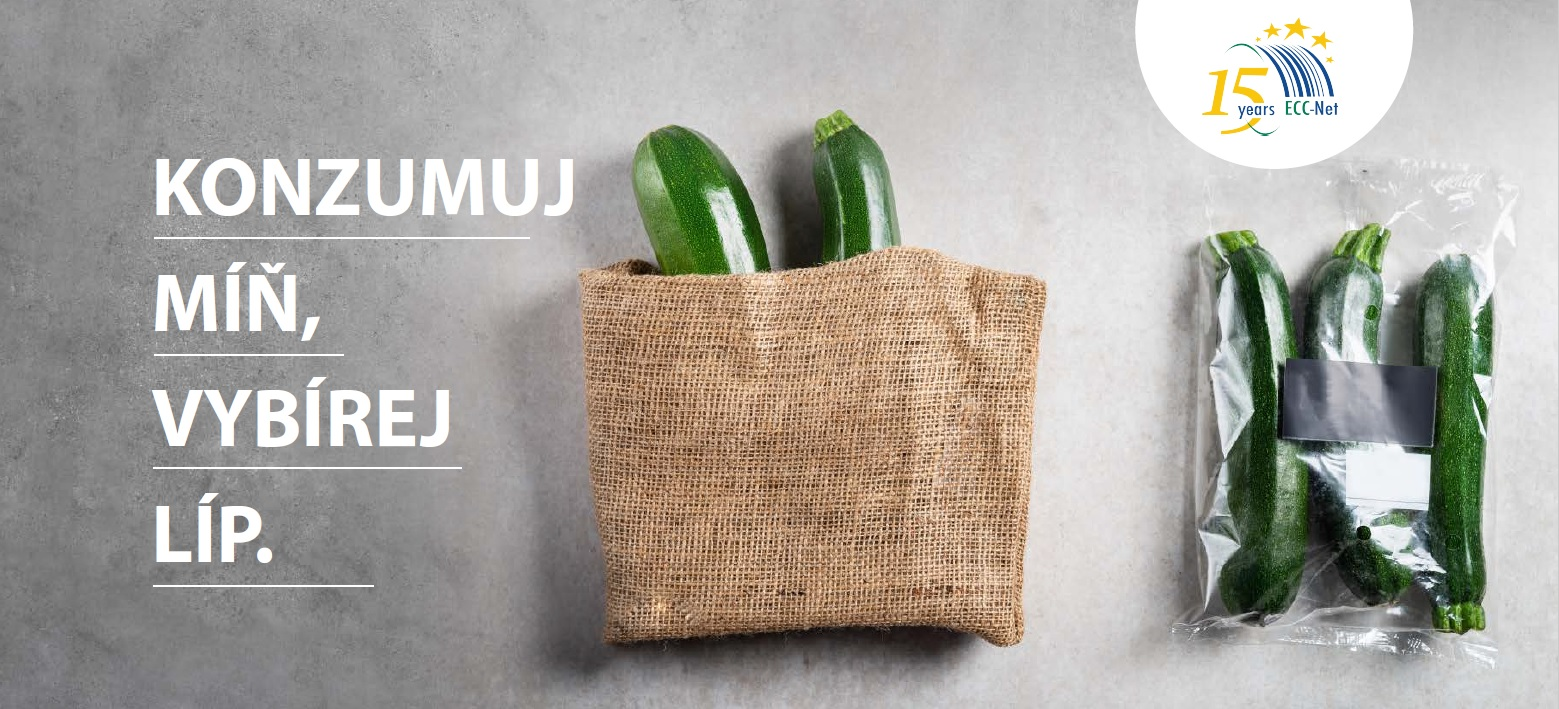 KONZUMUJ
MÍŇ,
VYBÍREJ
LÍP.
15 years ECC-Net